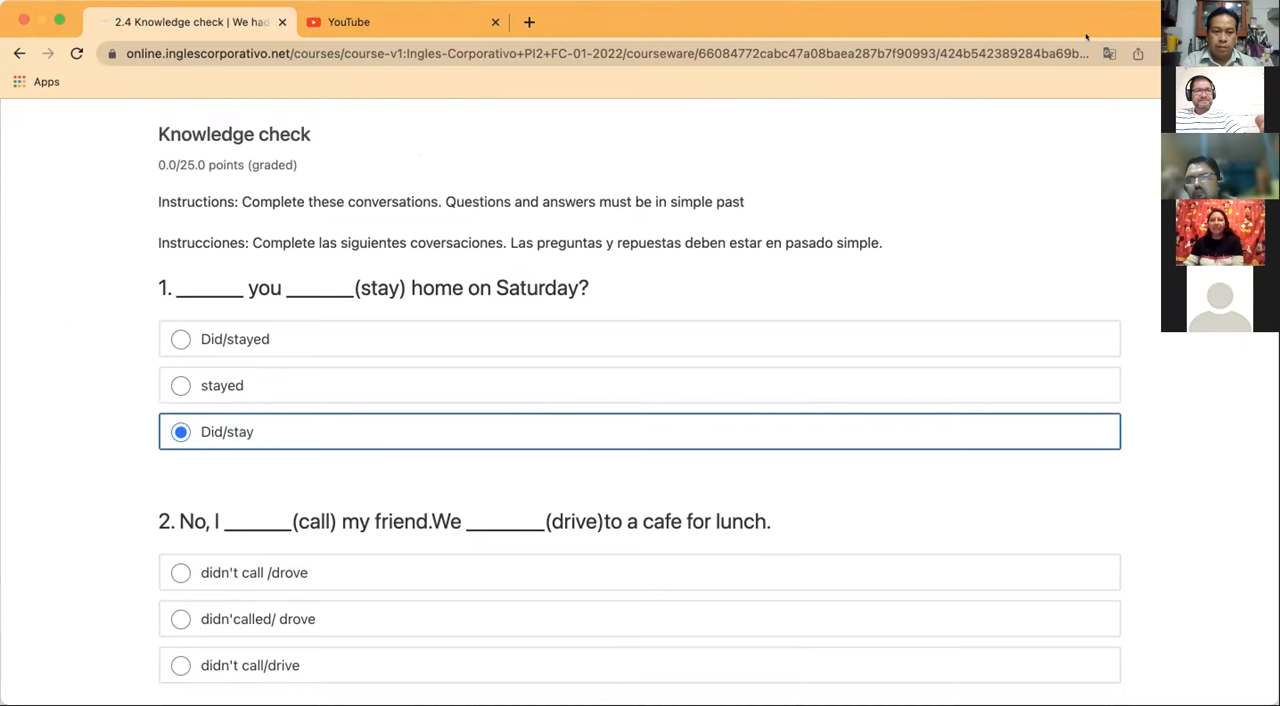 2.4 Knowledge check | We had
YouTube
online.inglescorporativo.net/courses/course-v1:Ingles-Corporativo+PI2+FC-01-2022/courseware/66084772cabc47a08baea287b7f90993/424b542389284ba69b...
Apps
Knowledge check
0.0/25.0 points (graded)
Instructions: Complete these conversations. Questions and answers must be in simple past
Instrucciones: Complete las siguientes coversaciones. Las preguntas y repuestas deben estar en pasado simple.
1. _______ you _______(stay) home on Saturday?
Did/stayed
stayed
Did/stay
2. No, I _______(call) my friend.We ________(drive)to a cafe for lunch.
didn't call /drove
didn'called/ drove
didn't call/drive